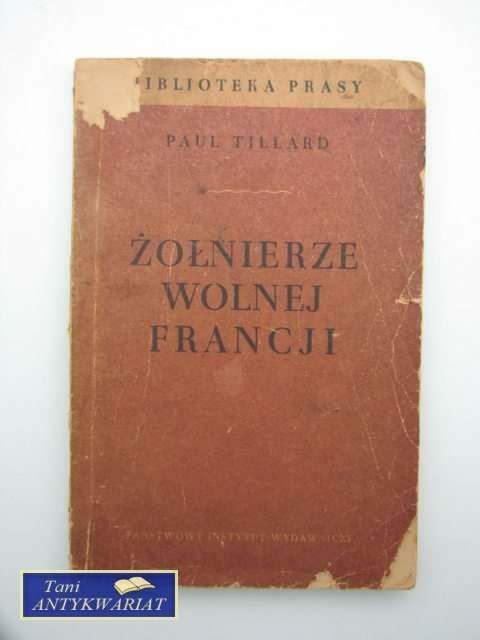 BIBLIOTEKA PRASY
PAUL TILLARD
ŻOŁNIERZE
WOLNEJ
FRANCJI
PAŃSTWOWY INSTYTUT WYDAWNICZY
Tani
ANTYKWARIAT